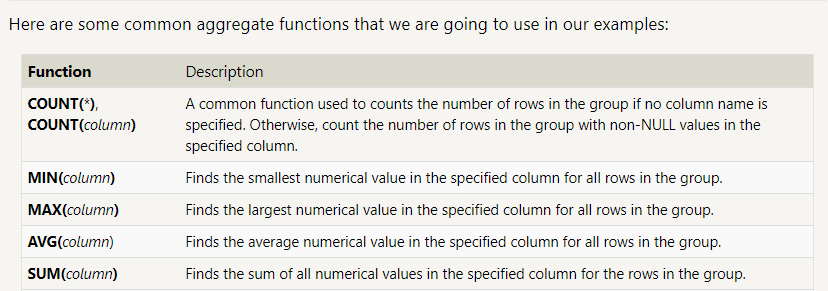 Here are some common aggregate functions that we are going to use in our examples:
Function Description
COUNT(*), A common function used to counts the number of rows in the group if no column name is
COUNT(column) specified. Otherwise, count the number of rows in the group with non-NULL values in the
specified column.
MIN(column) Finds the smallest numerical value in the specified column for all rows in the group.
MAX(column) Finds the largest numerical value in the specified column for all rows in the group.
AVG(column) Finds the average numerical value in the specified column for all rows in the group.
SUM(column) Finds the sum of all numerical values in the specified column for the rows in the group.